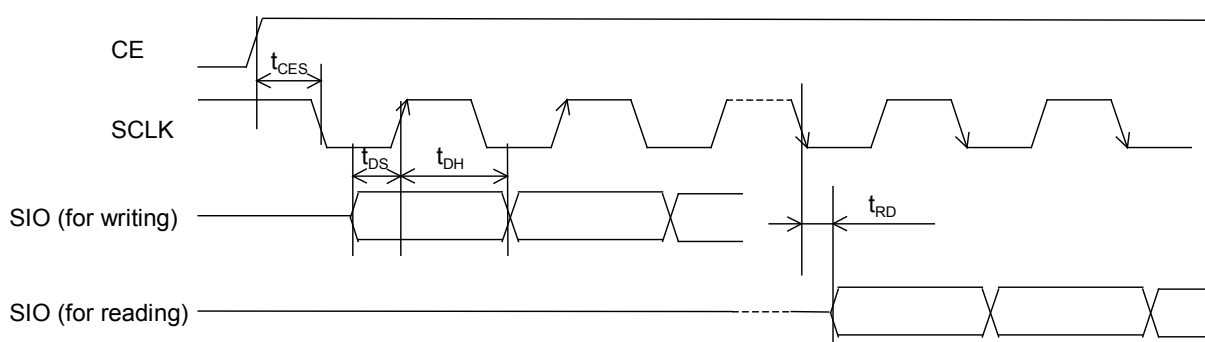 CE
tCES
SCLK
tDS
tDH
SIO (for writing)
tRD
SIO (for reading)